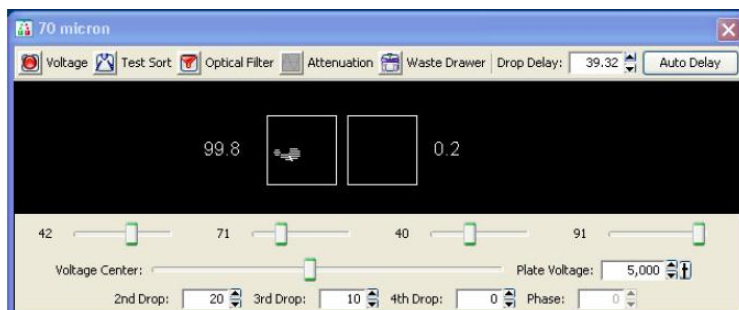 70 micron
Voltage Test Sort Optical Filter Attenuation Waste Drawer Drop Delay: 39.32 Auto Delay
99.8 0.2
42 71 40 91
Voltage Center: Plate Voltage: 5,000
2nd Drop: 20 3rd Drop: 10 4th Drop: 0 Phase: 0